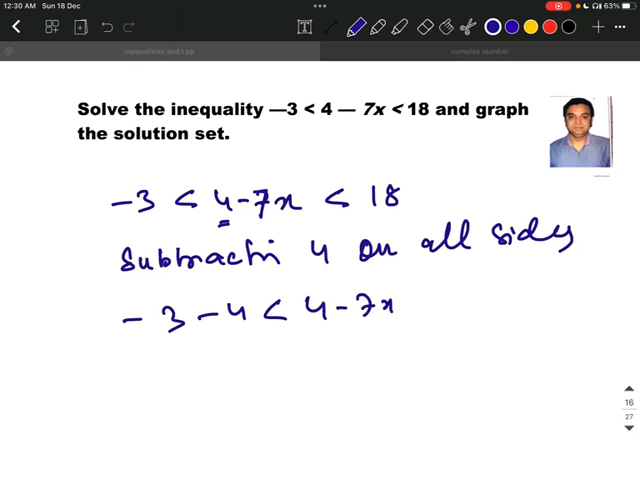 12:30 AM Sun 18 Dec
63%
inequalities and l.pp
complex number
Solve the inequality —3 < 4 — 7x < 18 and graph
the solution set.
-3 < 4-7x < 18
Subtractin 4 on all sides
-3-4 < 4-7x
16
27